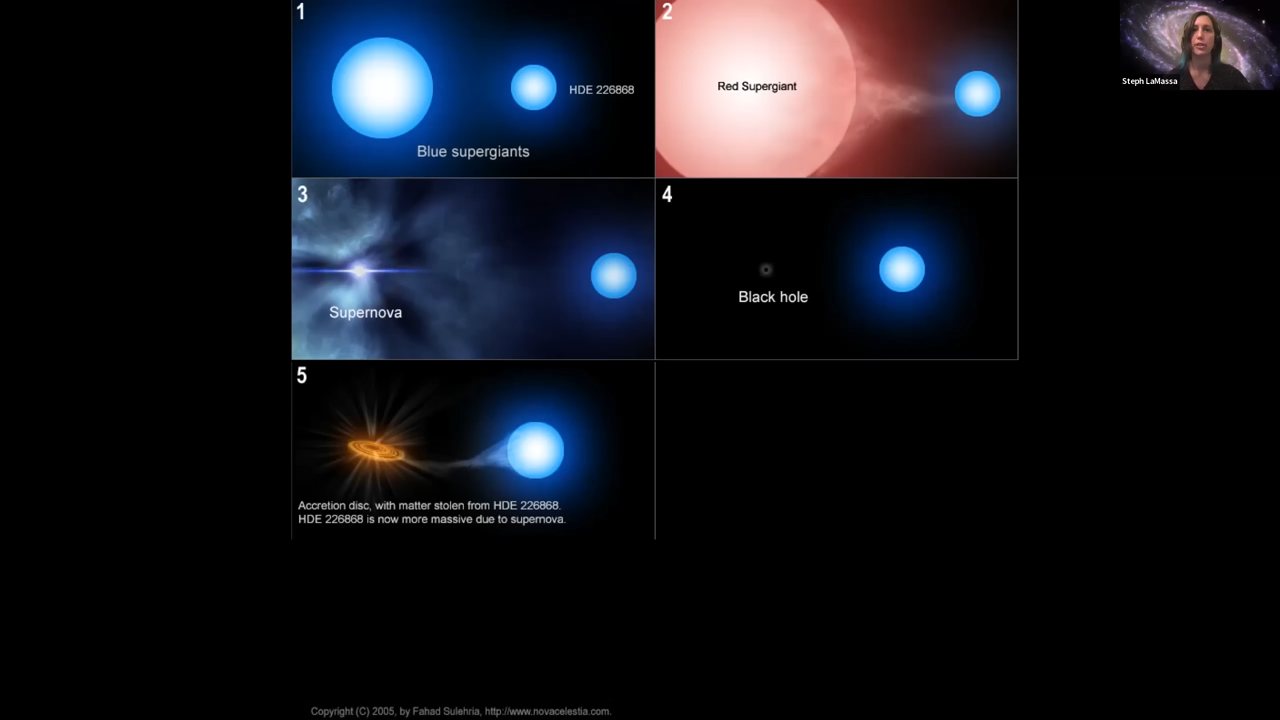 1
HDE 226868
Blue supergiants
2
Red Supergiant
Steph LaMassa
3
Supernova
4
Black hole
5
Accretion disc, with matter stolen from HDE 226868.
HDE 226868 is now more massive due to supernova.
Copyright (C) 2005, by Fahad Sulehria, http://www.novacelestia.com.